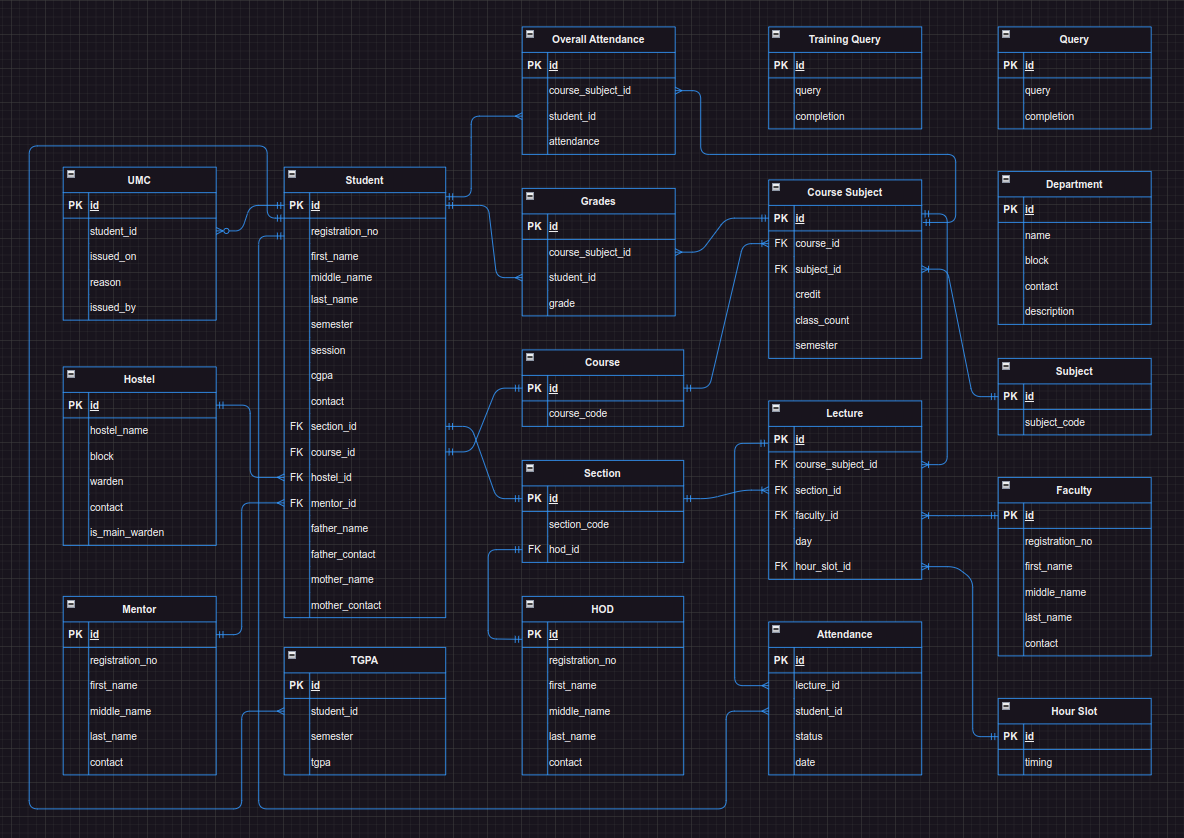 Overall Attendance
PK id
course_subject_id
student_id
attendance
Training Query
PK id
query
completion
Query
PK id
query
completion
UMC
PK id
student_id
issued_on
reason
issued_by
Student
PK id
registration_no
first_name
middle_name
last_name
semester
session
cgpa
contact
FK section_id
FK course_id
FK hostel_id
FK mentor_id
father_name
father_contact
mother_name
mother_contact
Grades
PK id
course_subject_id
student_id
grade
Course Subject
PK id
FK course_id
FK subject_id
credit
class_count
semester
Department
PK id
name
block
contact
description
Hostel
PK id
hostel_name
block
warden
contact
is_main_warden
Course
PK id
course_code
Subject
PK id
subject_code
Lecture
PK id
FK course_subject_id
FK section_id
FK faculty_id
day
FK hour_slot_id
Section
PK id
section_code
FK hod_id
Faculty
PK id
registration_no
first_name
middle_name
last_name
contact
Mentor
PK id
registration_no
first_name
middle_name
last_name
contact
TGPA
PK id
student_id
semester
tgpa
HOD
PK id
registration_no
first_name
middle_name
last_name
contact
Attendance
PK id
lecture_id
student_id
status
date
Hour Slot
PK id
timing